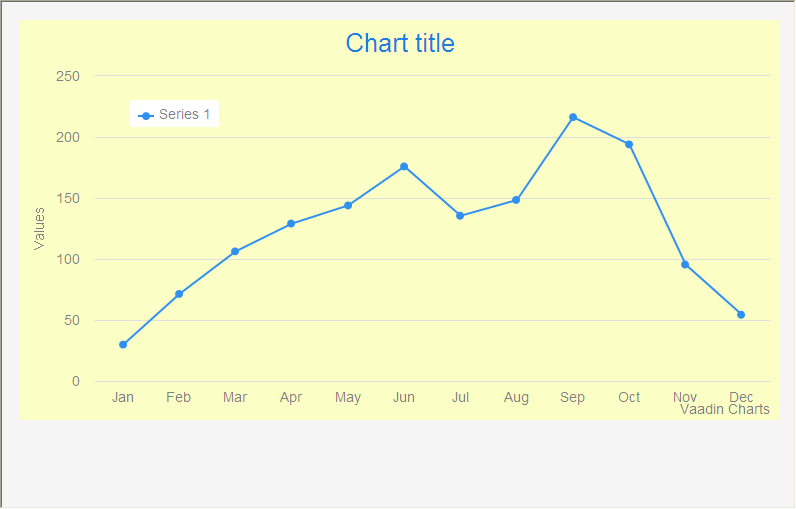 Chart title
250
Series 1
200
150
Values
100
50
0
Jan Feb Mar Apr May Jun Jul Aug Sep Oct Nov Dec
Vaadin Charts